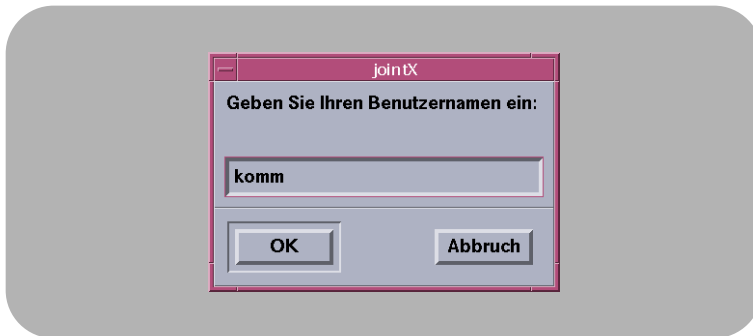 jointX
Geben Sie Ihren Benutzernamen ein:
komm
OK
Abbruch